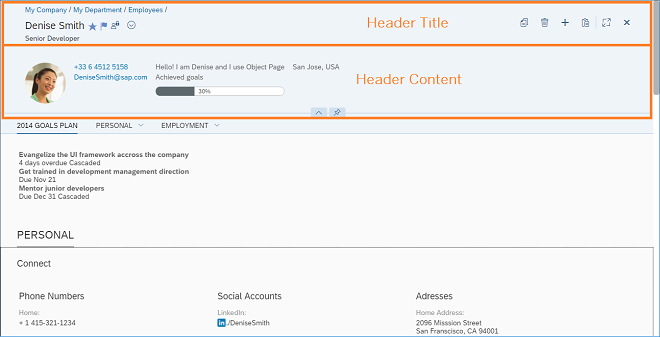 My Company / My Department / Employees /
Denise Smith
Header Title
Senior Developer
+33 6 4512 5158
Hello! I am Denise and I use Object Page
San Jose, USA
DeniseSmith@sap.com
Achieved goals
Header Content
30%
2014 GOALS PLAN
PERSONAL
EMPLOYMENT
Evangelize the UI framework accross the company
4 days overdue Cascaded
Get trained in development management direction
Due Nov 21
Mentor junior developers
Due Dec 31 Cascaded
PERSONAL
Connect
Phone Numbers
Social Accounts
Adresses
Home:
LinkedIn:
Home Address:
+ 1 415-321-1234
in /DeniseSmith
2096 Misssion Street
San Franscisco, CA 94001